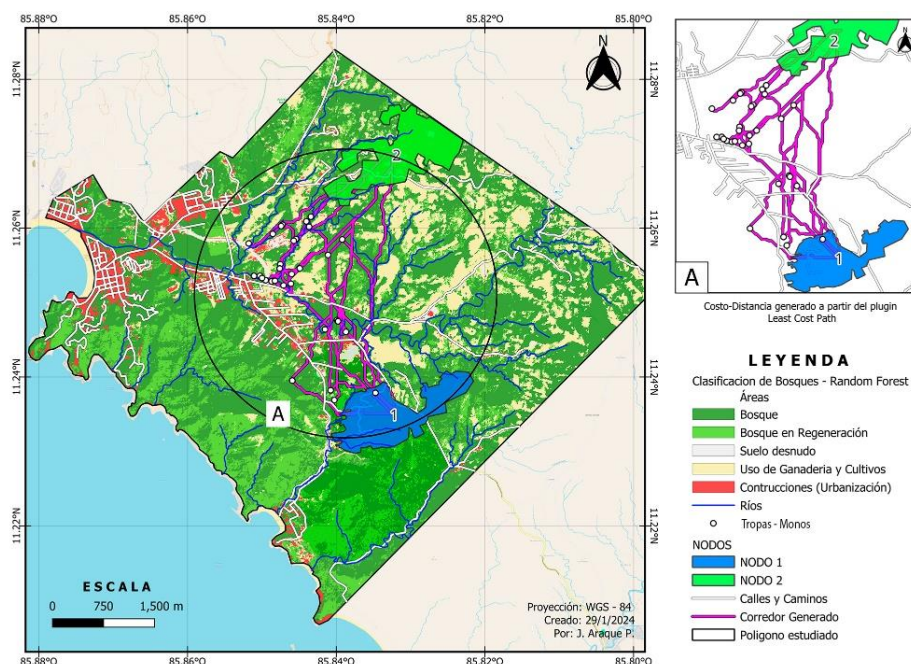 85.88°O 85.86°O 85.84°O 85.82°O 85.80°O
N
11.28°N 11.28°N
2
11.26°N 11.26°N
11.24°N 11.24°N
A
1
11.22°N 11.22°N
ESCALA
0 750 1,500 m
Proyección: WGS - 84
Creado: 29/1/2024
Por: J. Araque P.
85.88°O 85.86°O 85.84°O 85.82°O 85.80°O
N
2
1
A
Costo-Distancia generado a partir del plugin
Least Cost Path
LEYENDA
Clasificacion de Bosques - Random Forest
Áreas
Bosque
Bosque en Regeneración
Suelo desnudo
Uso de Ganaderia y Cultivos
Contrucciones (Urbanización)
Ríos
Tropas - Monos
NODOS
NODO 1
NODO 2
Calles y Caminos
Corredor Generado
Poligono estudiado